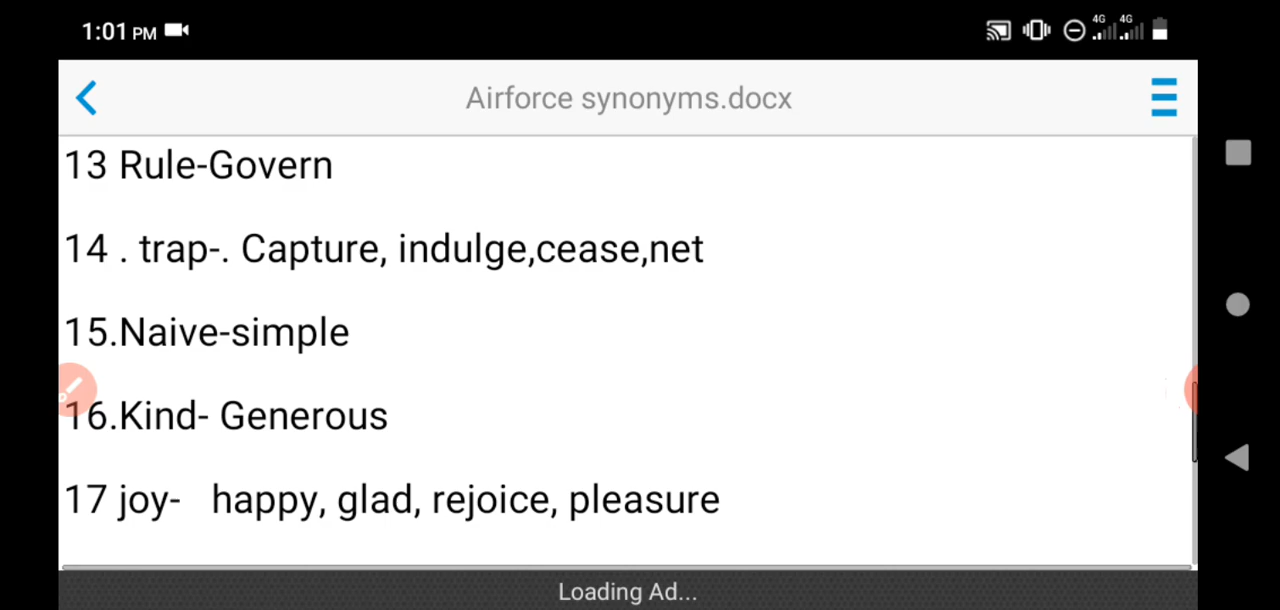 1:01 PM
4G 4G
Airforce synonyms.docx
13 Rule-Govern
14 . trap-. Capture, indulge,cease,net
15.Naive-simple
16.Kind- Generous
17 joy- happy, glad, rejoice, pleasure
Loading Ad...